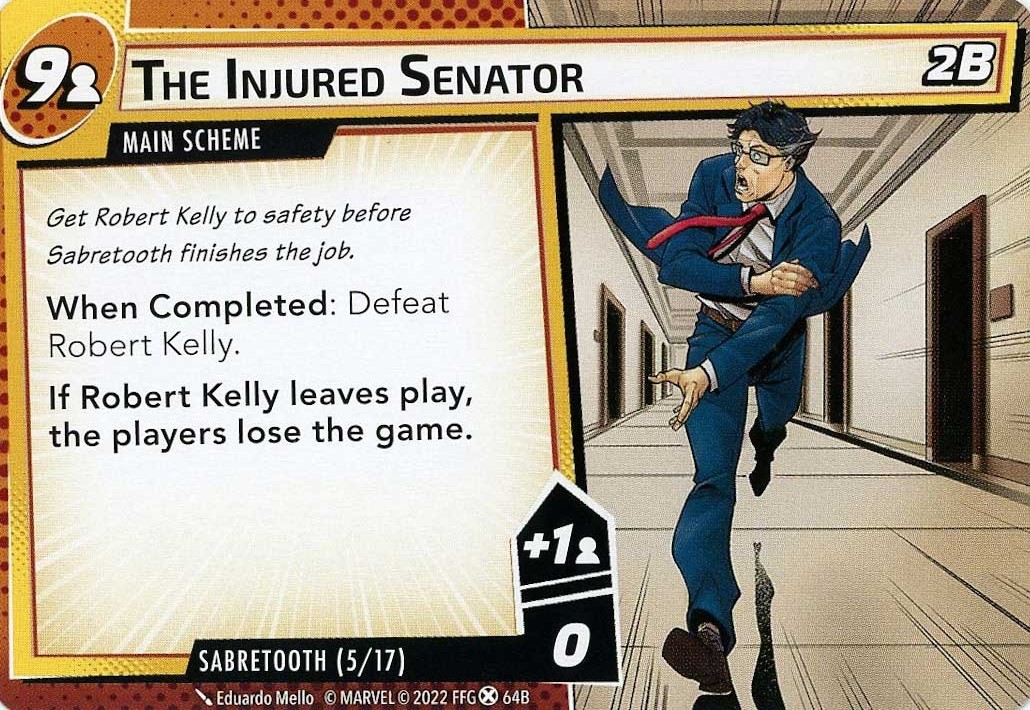 9
THE INJURED SENATOR
2B
MAIN SCHEME
Get Robert Kelly to safety before
Sabretooth finishes the job.
When Completed: Defeat
Robert Kelly.
If Robert Kelly leaves play,
the players lose the game.
+1
0
SABRETOOTH (5/17)
Eduardo Mello © MARVEL © 2022 FFG 64B